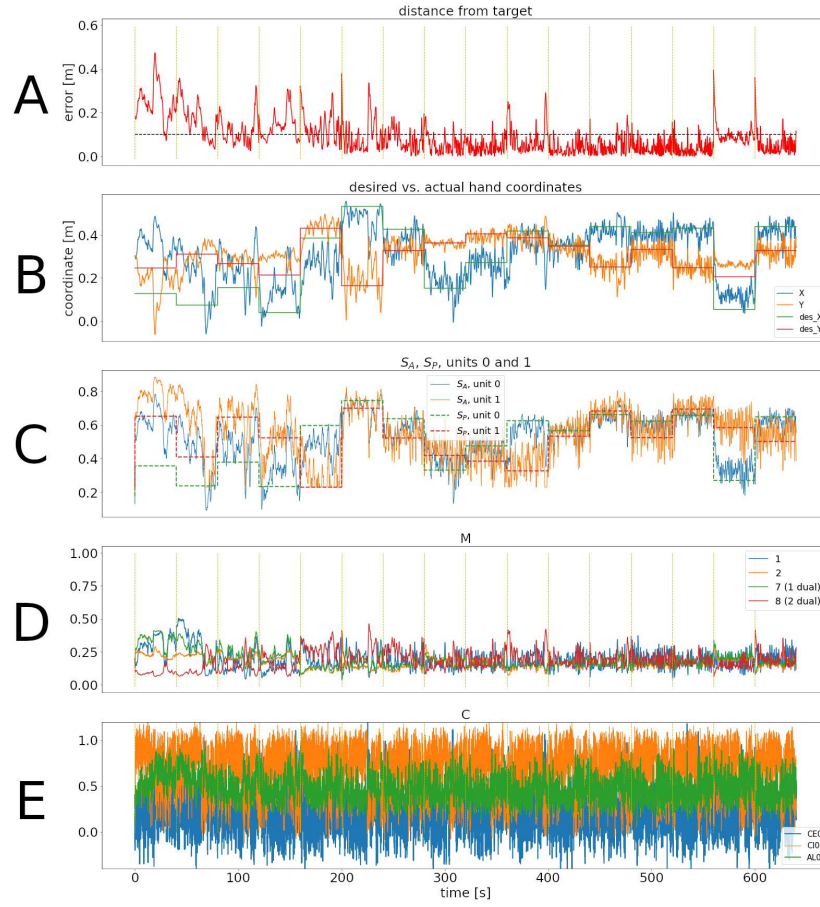 distance from target
A
error [m]
0.6
0.4
0.2
0.0
desired vs. actual hand coordinates
B
coordinate [m]
0.4
0.2
0.0
X
Y
des_X
des_Y
S_A, S_P, units 0 and 1
C
0.8
0.6
0.4
0.2
S_A, unit 0
S_A, unit 1
S_P, unit 0
S_P, unit 1
M
D
1.00
0.75
0.50
0.25
0.00
1
2
7 (1 dual)
8 (2 dual)
C
E
1.0
0.5
0.0
CE0
CI0
AL0
0 100 200 300 400 500 600
time [s]